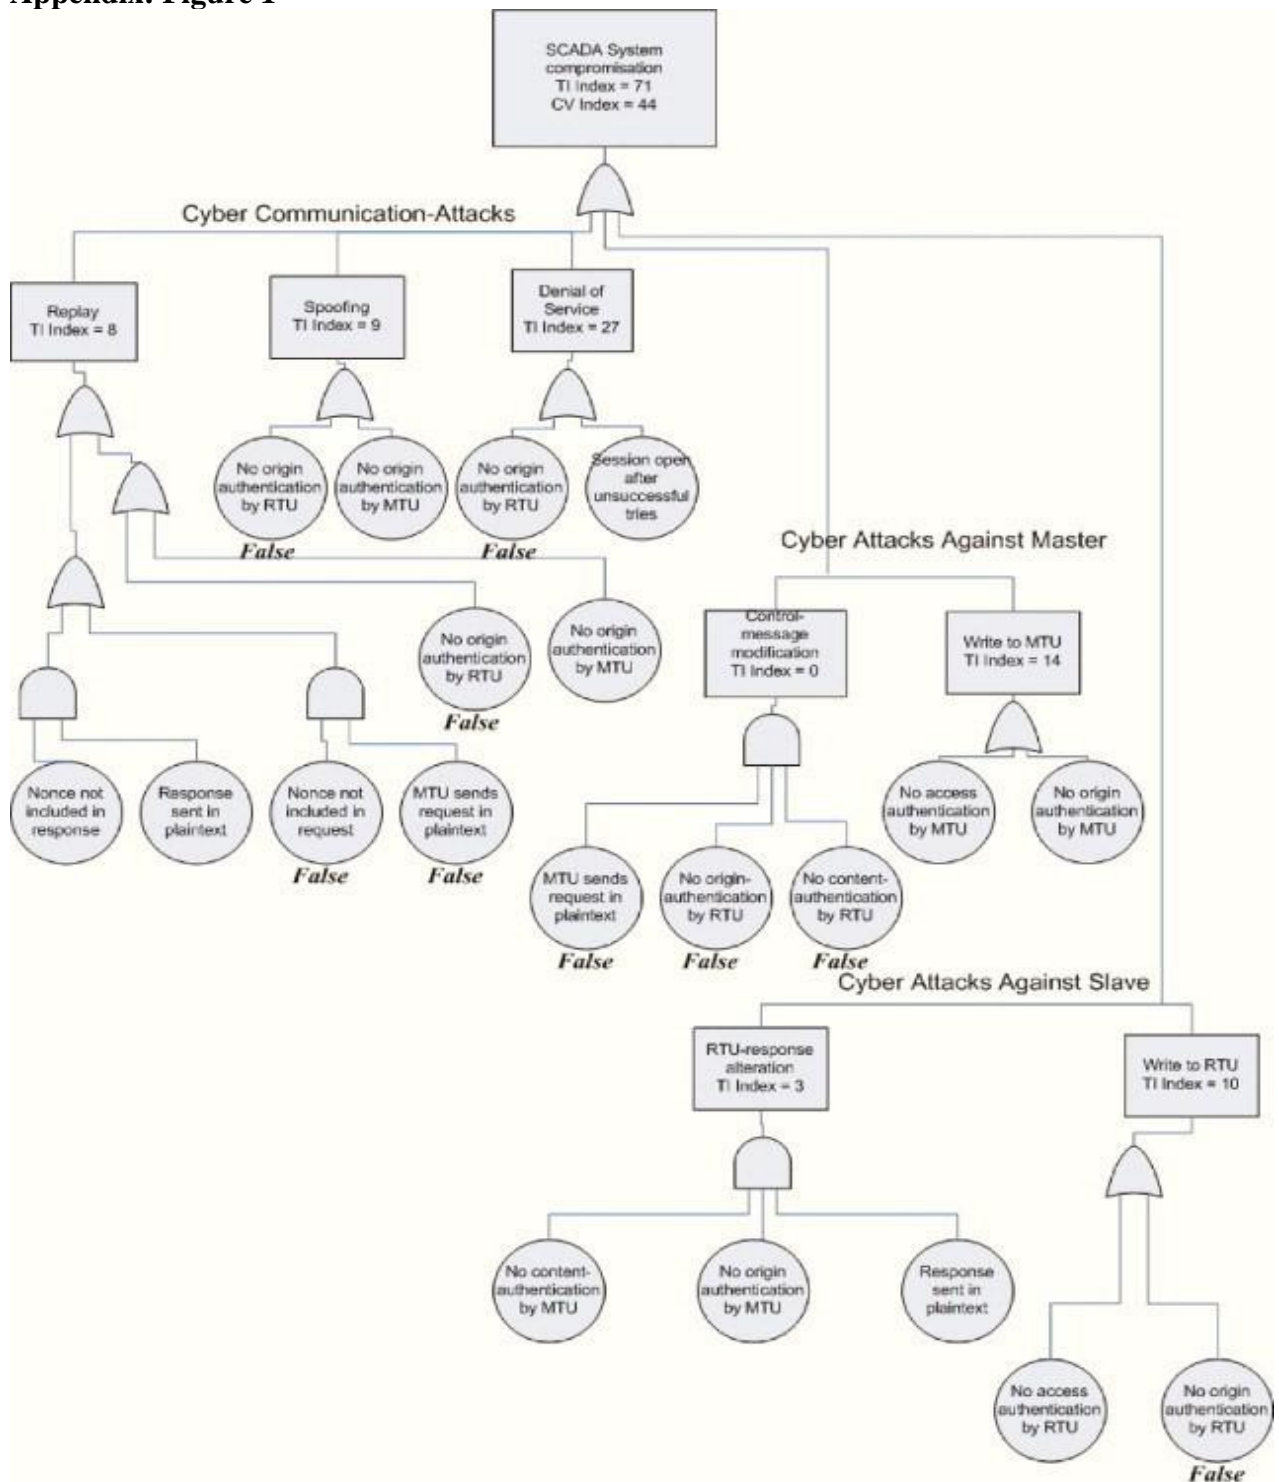 Appendix: Figure 1
SCADA System
compromisation
TI Index = 71
CV Index = 44
Cyber Communication-Attacks
Replay
TI Index = 8
Spoofing
TI Index = 9
Denial of
Service
TI Index = 27
No origin
authentication
by RTU
False
No origin
authentication
by MTU
No origin
authentication
by RTU
False
Session open
after
unsuccessful
tries
No origin
authentication
by RTU
False
No origin
authentication
by MTU
Nonce not
included in
response
Response
sent in
plaintext
Nonce not
included in
request
False
MTU sends
request in
plaintext
False
Cyber Attacks Against Master
Control-
message
modification
TI Index = 0
Write to MTU
TI Index = 14
No access
authentication
by MTU
No origin
authentication
by MTU
MTU sends
request in
plaintext
False
No origin-
authentication
by RTU
False
No content-
authentication
by RTU
False
Cyber Attacks Against Slave
RTU-response
alteration
TI Index = 3
Write to RTU
TI Index = 10
No content-
authentication
by MTU
No origin
authentication
by MTU
Response
sent in
plaintext
No access
authentication
by RTU
No origin
authentication
by RTU
False